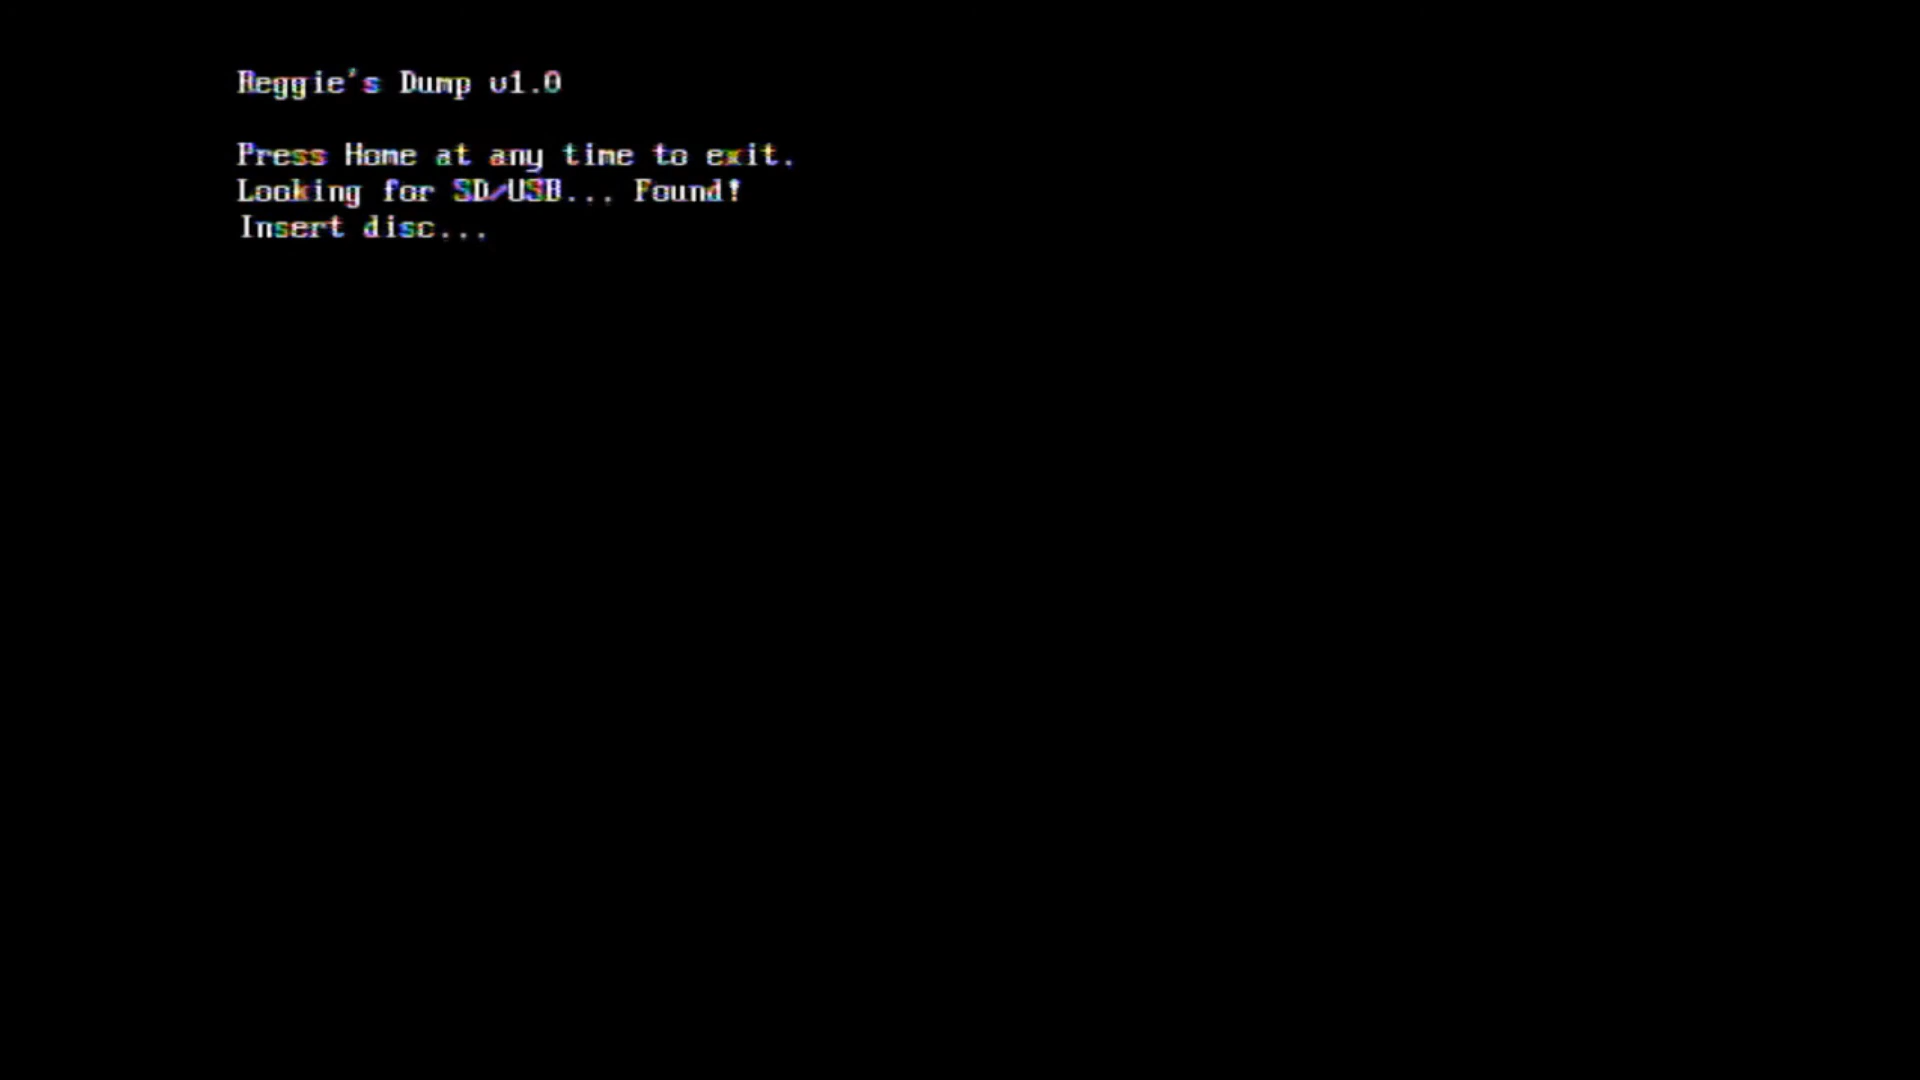 Reggie's Dump v1.0
Press Home at any time to exit.
Looking for SD/USB... Found!
Insert disc...